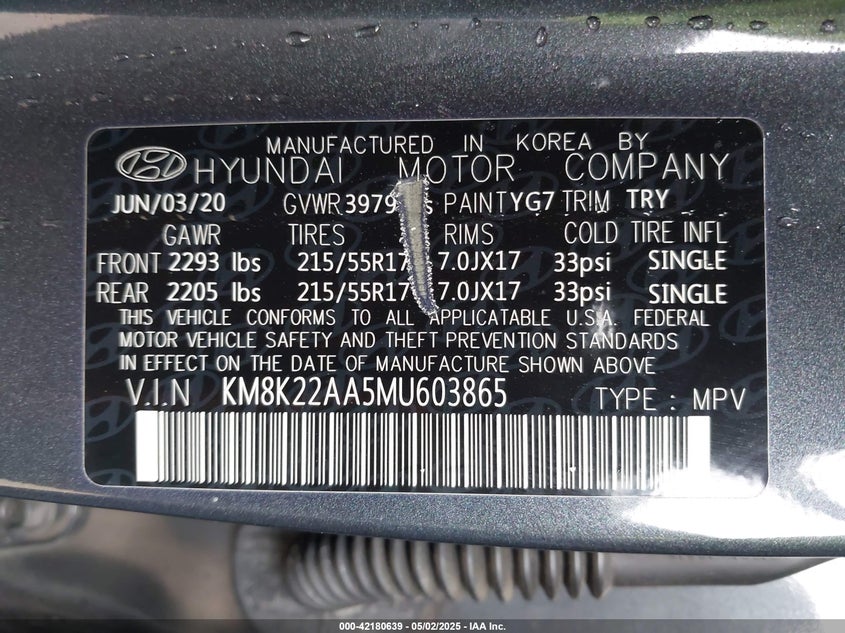 MANUFACTURED IN KOREA BY
HYUNDAI MOTOR COMPANY
JUN/03/20 GVWR 3979 PAINT YG7 TRIM TRY
GAWR TIRES RIMS COLD TIRE INFL
FRONT 2293 lbs 215/55R17 7.0JX17 33psi SINGLE
REAR 2205 lbs 215/55R17 7.0JX17 33psi SINGLE
THIS VEHICLE CONFORMS TO ALL APPLICATABLE U.S.A. FEDERAL
MOTOR VEHICLE SAFETY AND THEFT PREVENTION STANDARDS
IN EFFECT ON THE DATE OF MANUFACTURE SHOWN ABOVE
V.I.N KM8K22AA5MU603865 TYPE : MPV
000-42180639 - 05/02/2025 - IAA Inc.